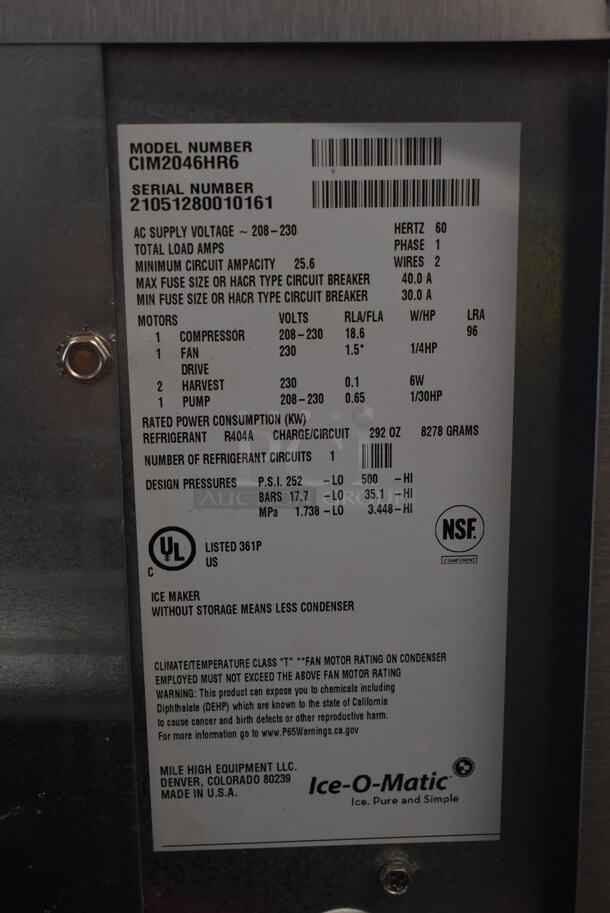 MODEL NUMBER
CIM2046HR6
SERIAL NUMBER
21051280010161
AC SUPPLY VOLTAGE ~ 208-230 HERTZ 60
TOTAL LOAD AMPS PHASE 1
MINIMUM CIRCUIT AMPACITY 25.6 WIRES 2
MAX FUSE SIZE OR HACR TYPE CIRCUIT BREAKER 40.0 A
MIN FUSE SIZE OR HACR TYPE CIRCUIT BREAKER 30.0 A
MOTORS VOLTS RLA/FLA W/HP LRA
1 COMPRESSOR 208-230 18.6 96
1 FAN 230 1.5* 1/4HP
DRIVE
2 HARVEST 230 0.1 6W
1 PUMP 208-230 0.65 1/30HP
RATED POWER CONSUMPTION (KW)
REFRIGERANT R404A CHARGE/CIRCUIT 292 OZ 8278 GRAMS
NUMBER OF REFRIGERANT CIRCUITS 1
DESIGN PRESSURES P.S.I. 252 -LO 500 -HI
BARS 17.7 -LO 35.1 -HI
MPa 1.738-LO 3.448-HI
AUCTION GROUP
UL
C
LISTED 361P
US
NSF.
COMPONENT
ICE MAKER
WITHOUT STORAGE MEANS LESS CONDENSER
CLIMATE/TEMPERATURE CLASS "T" **FAN MOTOR RATING ON CONDENSER
EMPLOYED MUST NOT EXCEED THE ABOVE FAN MOTOR RATING
WARNING: This product can expose you to chemicals including
Diphthalate (DEHP) which are known to the state of California
to cause cancer and birth defects or other reproductive harm.
For more information go to www.P65Warnings.ca.gov
MILE HIGH EQUIPMENT LLC.
DENVER, COLORADO 80239
MADE IN U.S.A.
Ice-O-Matic
Ice. Pure and Simple